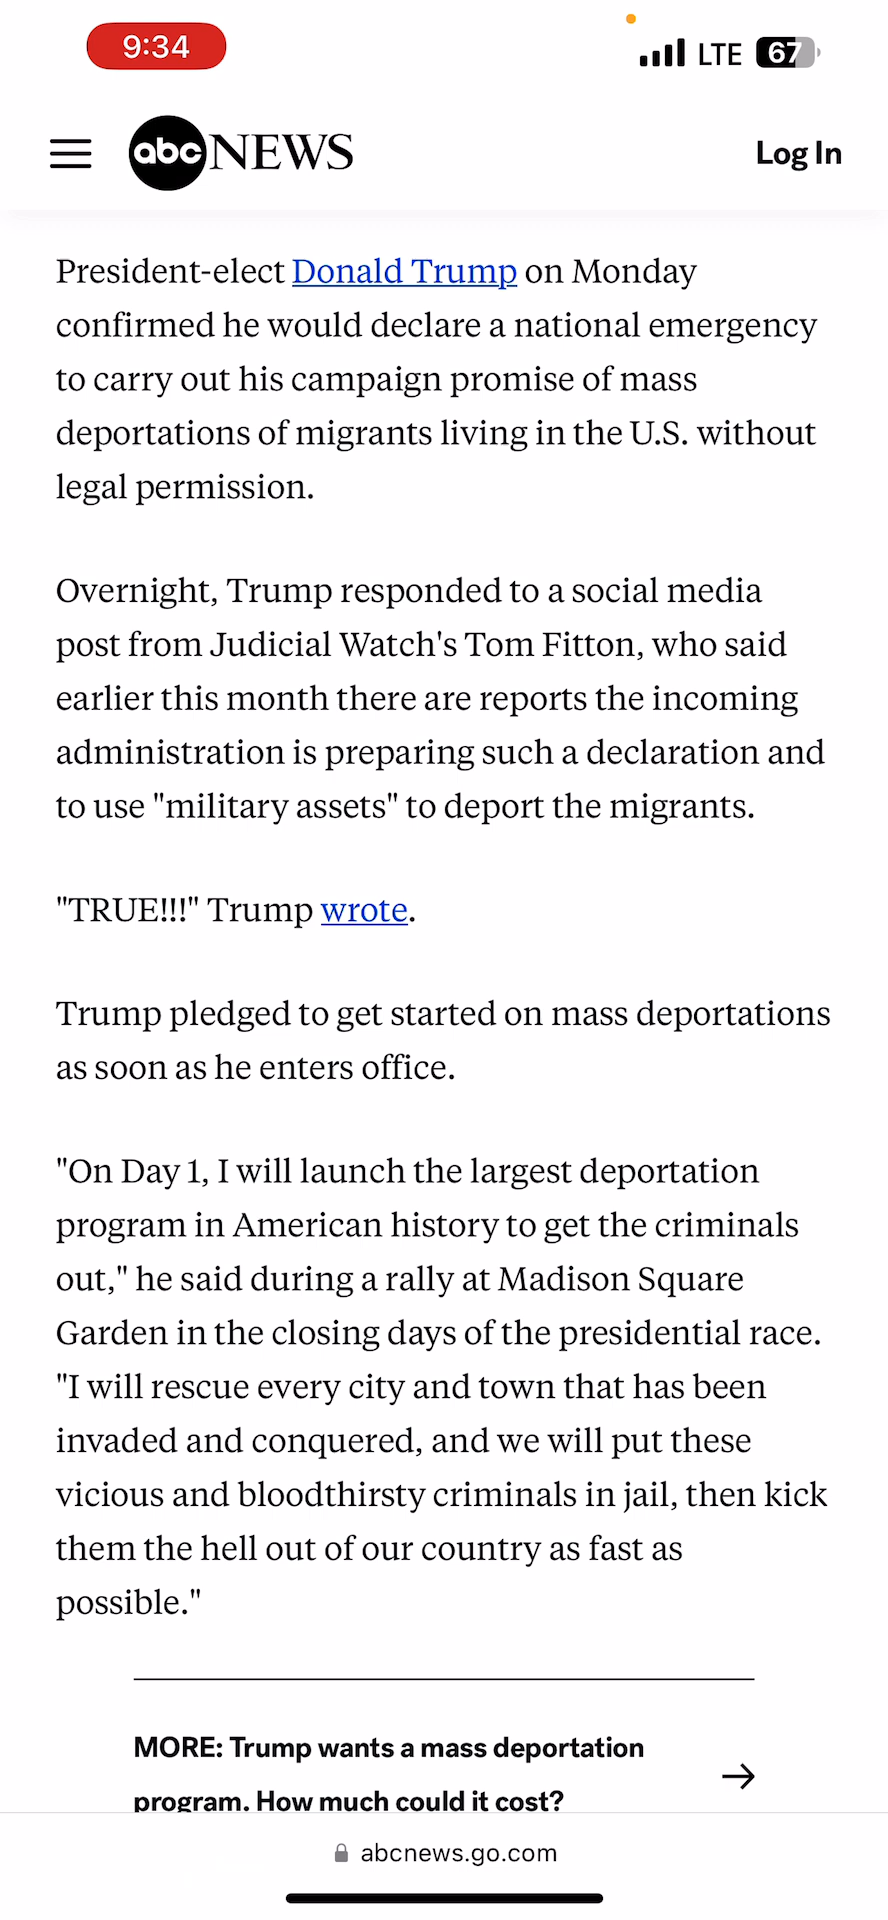 9:34
LTE 67
abc NEWS
Log In
President-elect Donald Trump on Monday
confirmed he would declare a national emergency
to carry out his campaign promise of mass
deportations of migrants living in the U.S. without
legal permission.
Overnight, Trump responded to a social media
post from Judicial Watch's Tom Fitton, who said
earlier this month there are reports the incoming
administration is preparing such a declaration and
to use "military assets" to deport the migrants.
"TRUE!!!" Trump wrote.
Trump pledged to get started on mass deportations
as soon as he enters office.
"On Day 1, I will launch the largest deportation
program in American history to get the criminals
out," he said during a rally at Madison Square
Garden in the closing days of the presidential race.
"I will rescue every city and town that has been
invaded and conquered, and we will put these
vicious and bloodthirsty criminals in jail, then kick
them the hell out of our country as fast as
possible."
MORE: Trump wants a mass deportation
program. How much could it cost?
abcnews.go.com